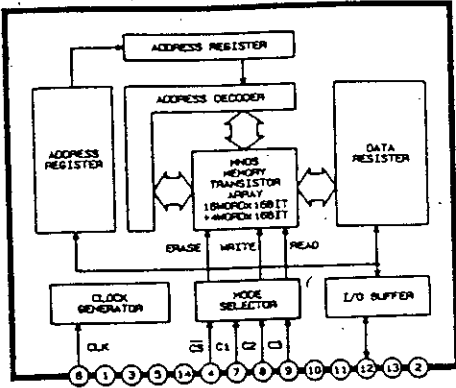 ADDRESS REGISTER
ADDRESS DECODER
ADDRESS
REGISTER
MNOS
MEMORY
TRANSISTOR
ARRAY
16WORD×16BIT
+4WORD×16BIT
DATA
REGISTER
ERASE WRITE READ
CLOCK
GENERATOR
MODE
SELECTOR
I/O BUFFER
CLK CS C1 C2 C3
6 1 3 5 14 4 7 8 9 10 11 12 13 2